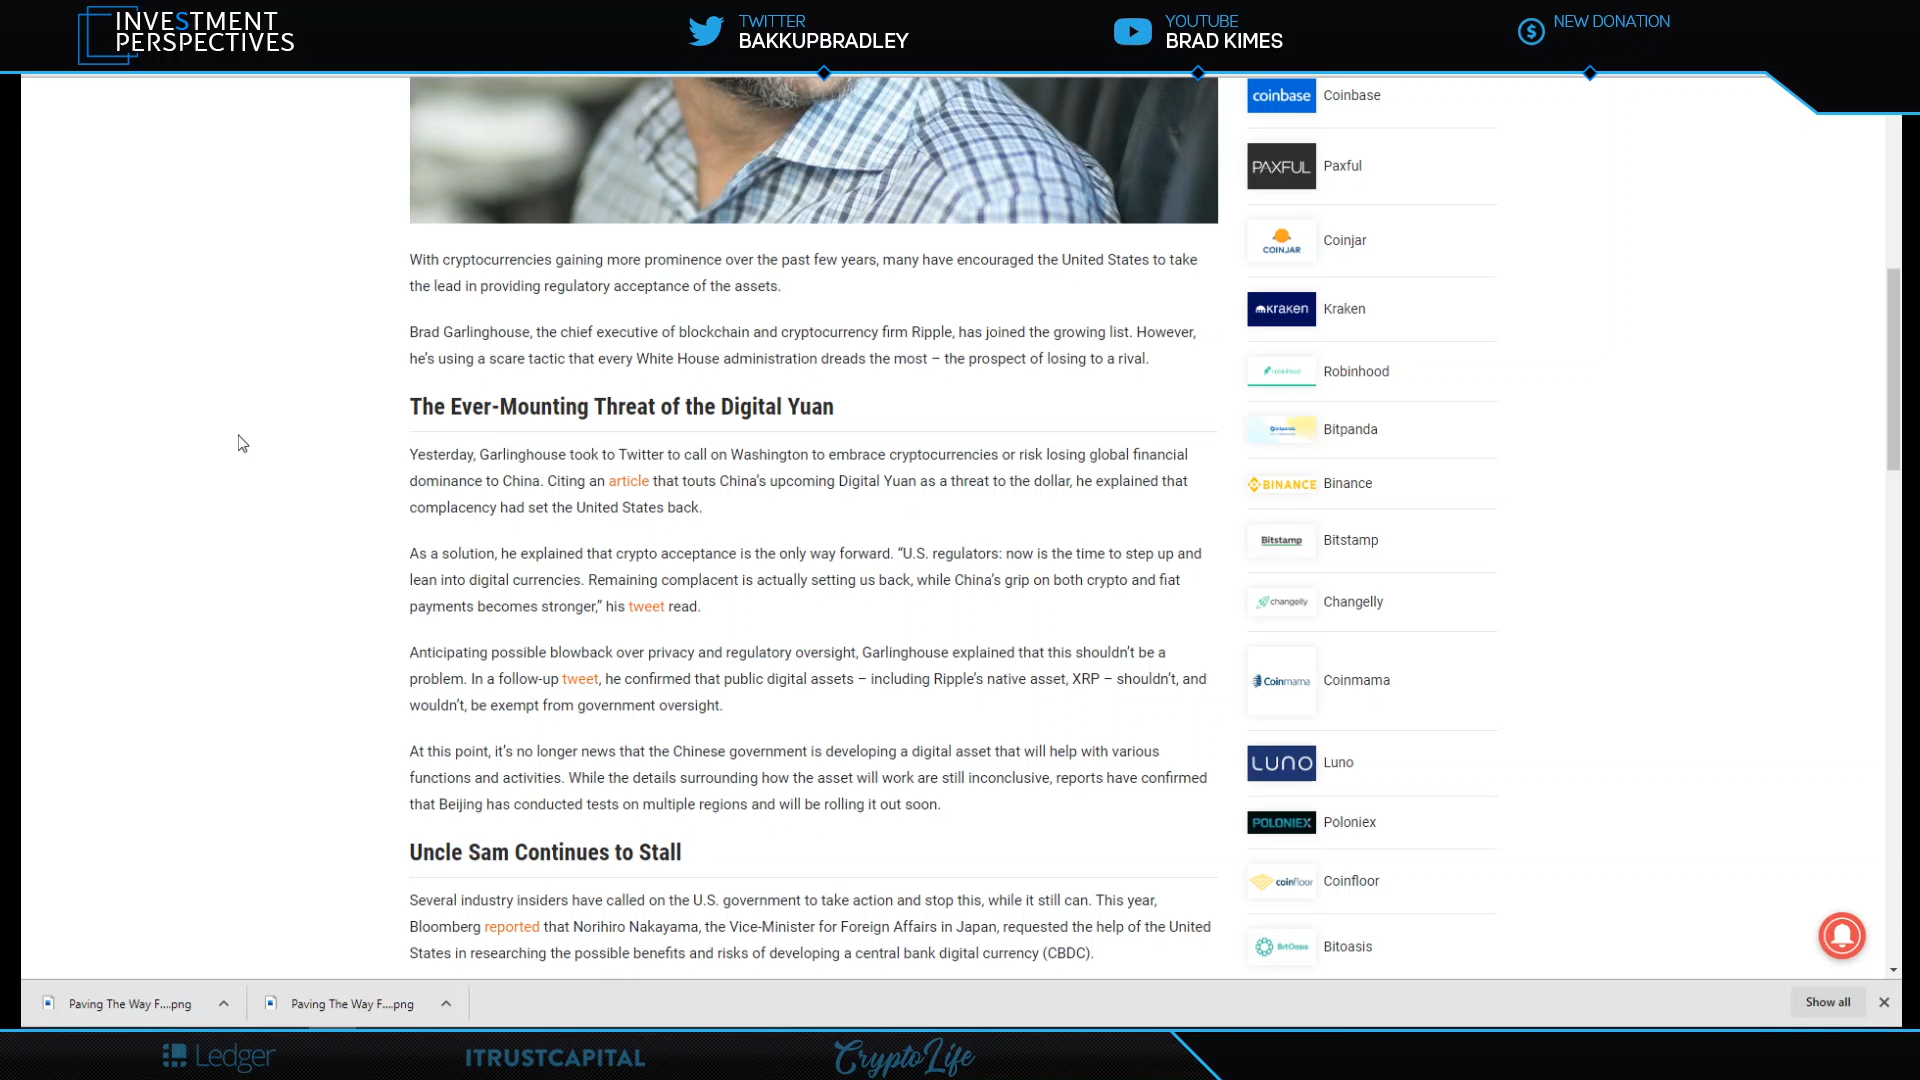 INVESTMENT
PERSPECTIVES
TWITTER
BAKKUPBRADLEY
YOUTUBE
BRAD KIMES
NEW DONATION
With cryptocurrencies gaining more prominence over the past few years, many have encouraged the United States to take
the lead in providing regulatory acceptance of the assets.
Brad Garlinghouse, the chief executive of blockchain and cryptocurrency firm Ripple, has joined the growing list. However,
he's using a scare tactic that every White House administration dreads the most – the prospect of losing to a rival.
The Ever-Mounting Threat of the Digital Yuan
Yesterday, Garlinghouse took to Twitter to call on Washington to embrace cryptocurrencies or risk losing global financial
dominance to China. Citing an article that touts China's upcoming Digital Yuan as a threat to the dollar, he explained that
complacency had set the United States back.
As a solution, he explained that crypto acceptance is the only way forward. “U.S. regulators: now is the time to step up and
lean into digital currencies. Remaining complacent is actually setting us back, while China's grip on both crypto and fiat
payments becomes stronger,” his tweet read.
Anticipating possible blowback over privacy and regulatory oversight, Garlinghouse explained that this shouldn't be a
problem. In a follow-up tweet, he confirmed that public digital assets – including Ripple's native asset, XRP – shouldn't, and
wouldn't, be exempt from government oversight.
At this point, it's no longer news that the Chinese government is developing a digital asset that will help with various
functions and activities. While the details surrounding how the asset will work are still inconclusive, reports have confirmed
that Beijing has conducted tests on multiple regions and will be rolling it out soon.
Uncle Sam Continues to Stall
Several industry insiders have called on the U.S. government to take action and stop this, while it still can. This year,
Bloomberg reported that Norihiro Nakayama, the Vice-Minister for Foreign Affairs in Japan, requested the help of the United
States in researching the possible benefits and risks of developing a central bank digital currency (CBDC).
coinbase Coinbase
PAXFUL Paxful
COINJAR Coinjar
kraken Kraken
robinhood Robinhood
bitpanda Bitpanda
BINANCE Binance
Bitstamp Bitstamp
changelly Changelly
Coinmama Coinmama
LUNO Luno
POLONIEX Poloniex
coinfloor Coinfloor
BitOasis Bitoasis
Paving The Way F....png
Paving The Way F....png
Show all
Ledger
ITRUSTCAPITAL
CryptoLife